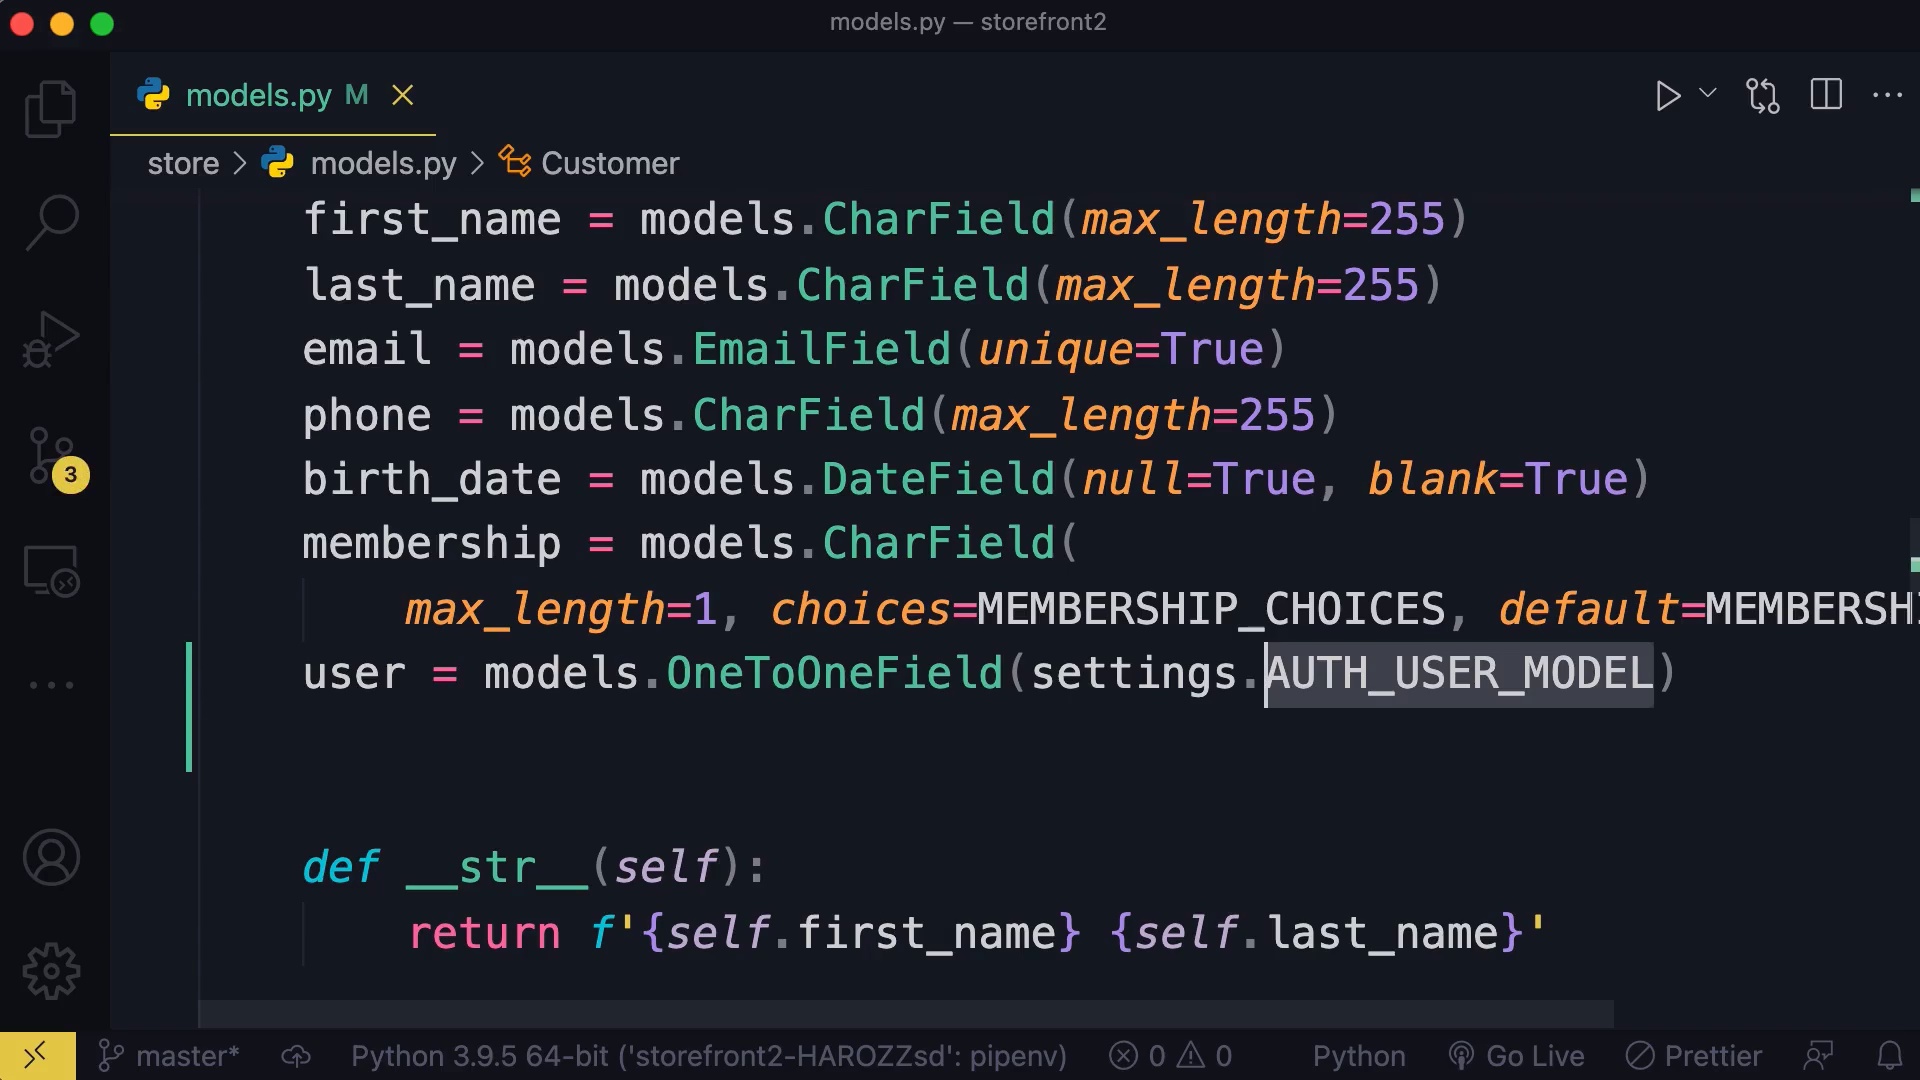 models.py — storefront2
models.py M
store > models.py > Customer
first_name = models.CharField(max_length=255)
last_name = models.CharField(max_length=255)
email = models.EmailField(unique=True)
phone = models.CharField(max_length=255)
birth_date = models.DateField(null=True, blank=True)
membership = models.CharField(
max_length=1, choices=MEMBERSHIP_CHOICES, default=MEMBERSHI
user = models.OneToOneField(settings.AUTH_USER_MODEL)
def __str__(self):
return f'{self.first_name} {self.last_name}'
3
master* Python 3.9.5 64-bit ('storefront2-HAROZZsd': pipenv) 0 0 Python Go Live Prettier